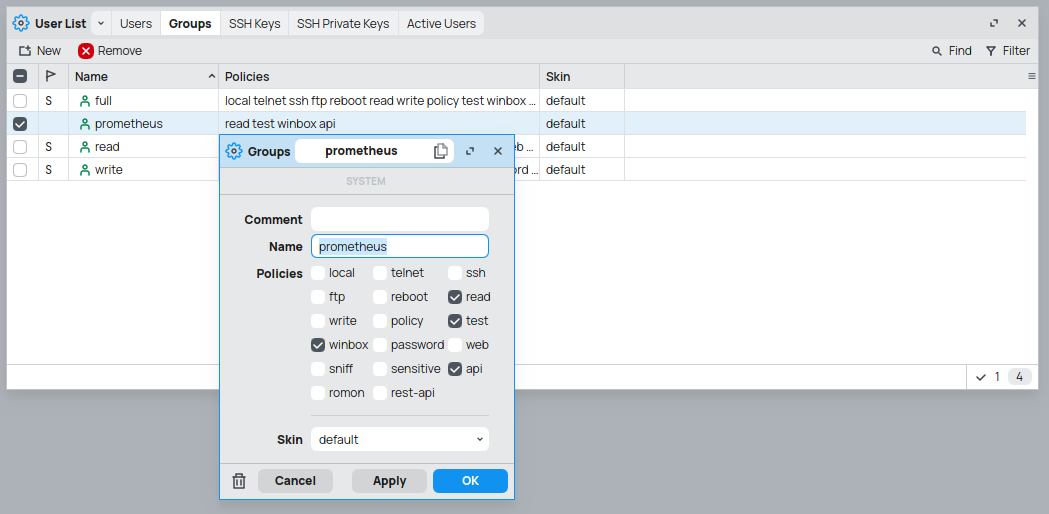 User List Users Groups SSH Keys SSH Private Keys Active Users
New Remove Find Filter
Name Policies Skin
S full local telnet ssh ftp reboot read write policy test winbox ... default
prometheus read test winbox api default
S read eb ... default
S write ord ... default
Groups prometheus
SYSTEM
Comment
Name prometheus
Policies local telnet ssh
ftp reboot read
write policy test
winbox password web
sniff sensitive api
romon rest-api
Skin default
Cancel Apply OK
1 4